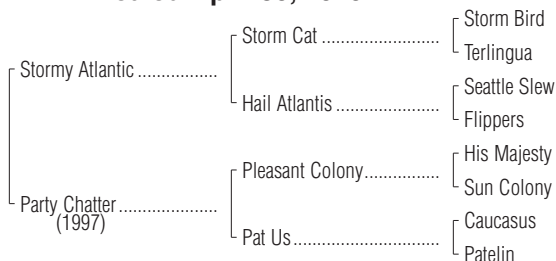 Storm Bird
Storm Cat
Terlingua
Stormy Atlantic
Seattle Slew
Hail Atlantis
Flippers
His Majesty
Pleasant Colony
Sun Colony
Party Chatter
(1997)
Caucasus
Pat Us
Patelin